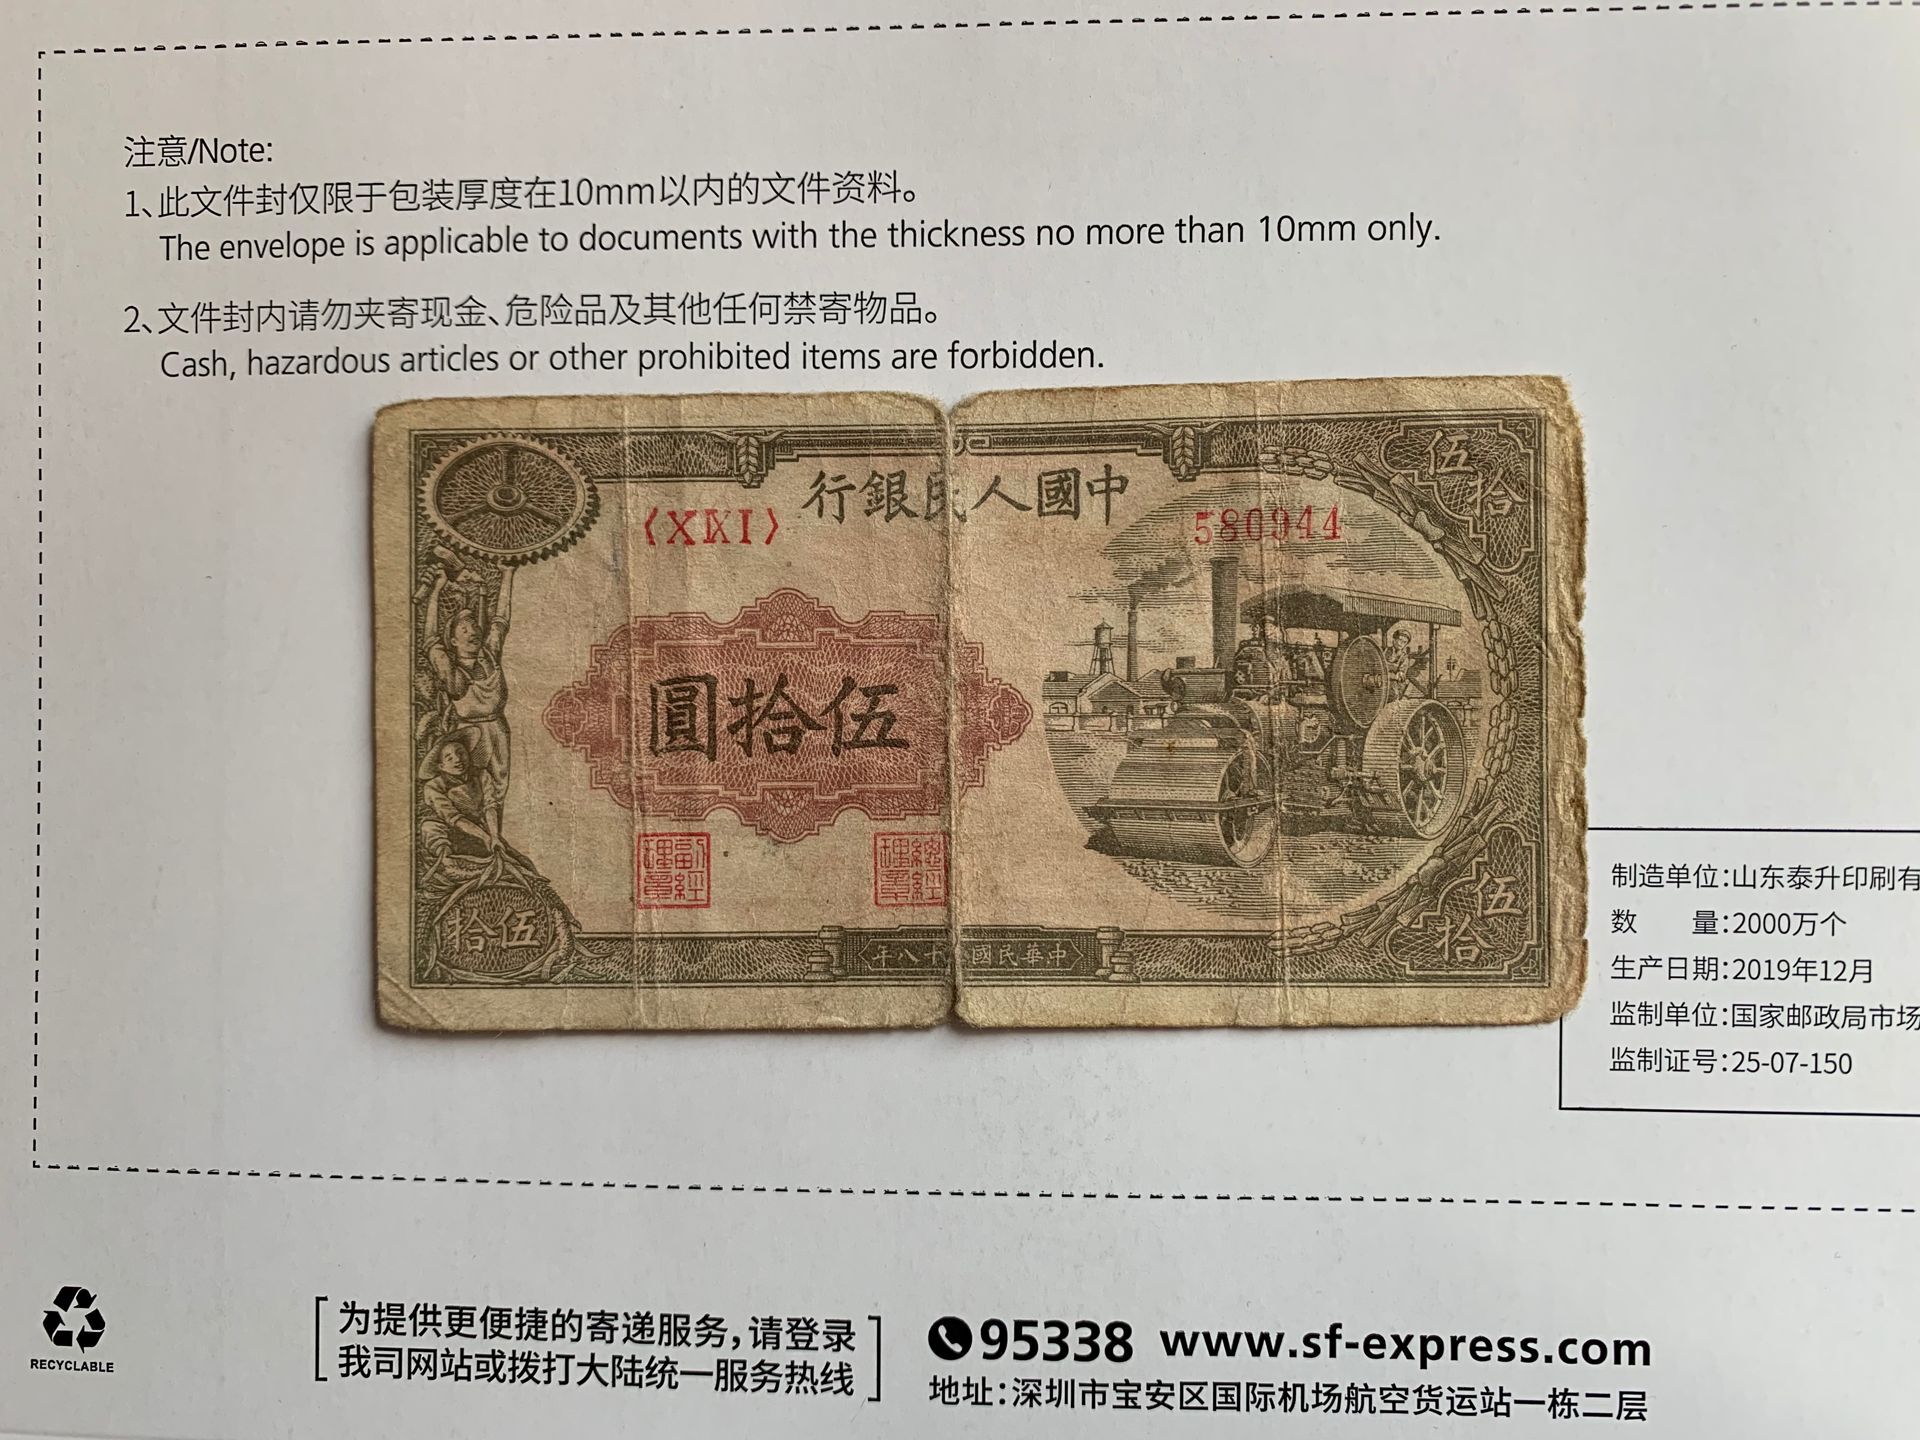 注意/Note:
1、此文件封仅限于包装厚度在10mm以内的文件资料。
The envelope is applicable to documents with the thickness no more than 10mm only.
2、文件封内请勿夹寄现金、危险品及其他任何禁寄物品。
Cash, hazardous articles or other prohibited items are forbidden.
行銀民人國中
580944
伍拾
圓拾伍
副經理章
總經理章
拾伍
年八十 國民華中
伍拾
制造单位:山东泰升印刷有
数 量:2000万个
生产日期:2019年12月
监制单位:国家邮政局市场
监制证号:25-07-150
RECYCLABLE
为提供更便捷的寄递服务,请登录
我司网站或拨打大陆统一服务热线
95338 www.sf-express.com
地址:深圳市宝安区国际机场航空货运站一栋二层